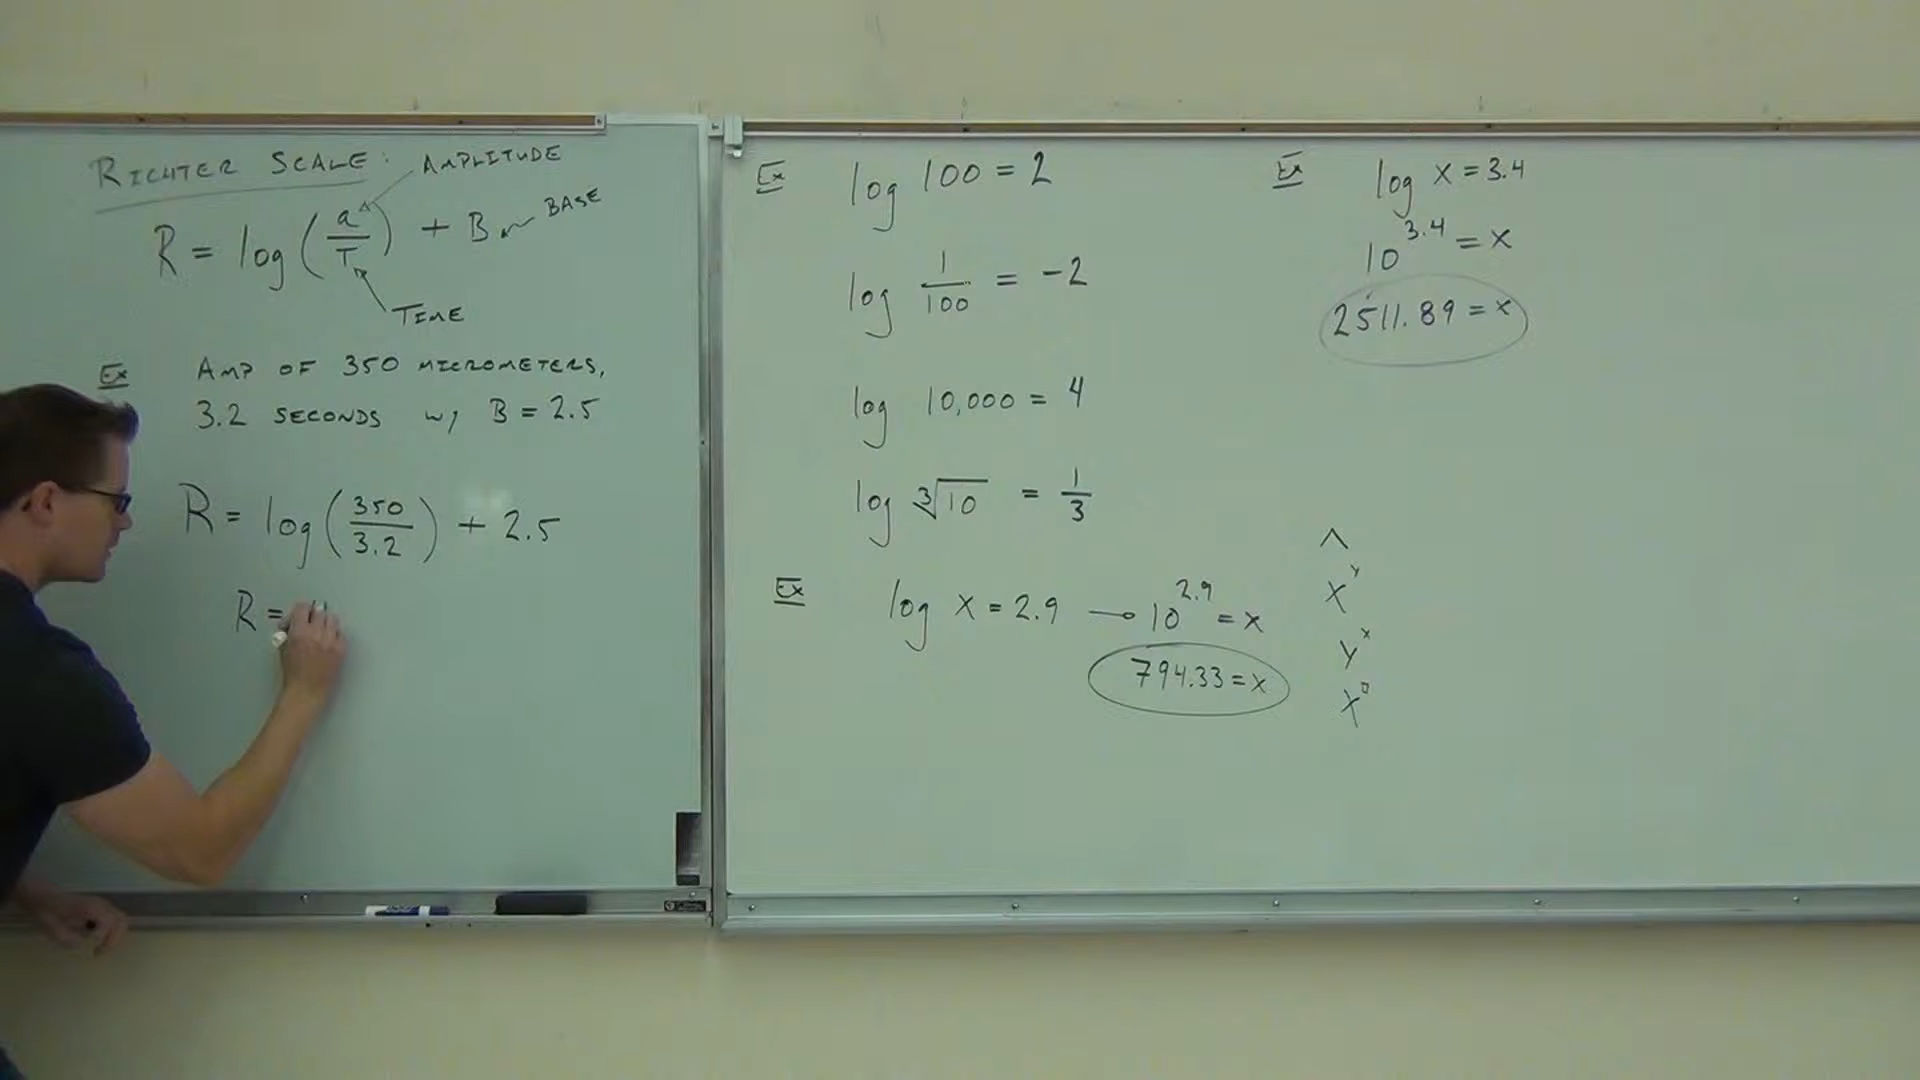 RICHTER SCALE:
AMPLITUDE
R = log (a/T) + B
BASE
TIME
Ex AMP OF 350 MICROMETERS,
3.2 SECONDS w/ B = 2.5
R = log (350/3.2) + 2.5
R =
Ex log 100 = 2
log 1/100 = -2
log 10,000 = 4
log ∛10 = 1/3
Ex log x = 2.9 → 10^2.9 = x
794.33 = x
Ex log x = 3.4
10^3.4 = x
2511.89 = x
^
x^y
y^x
x^□